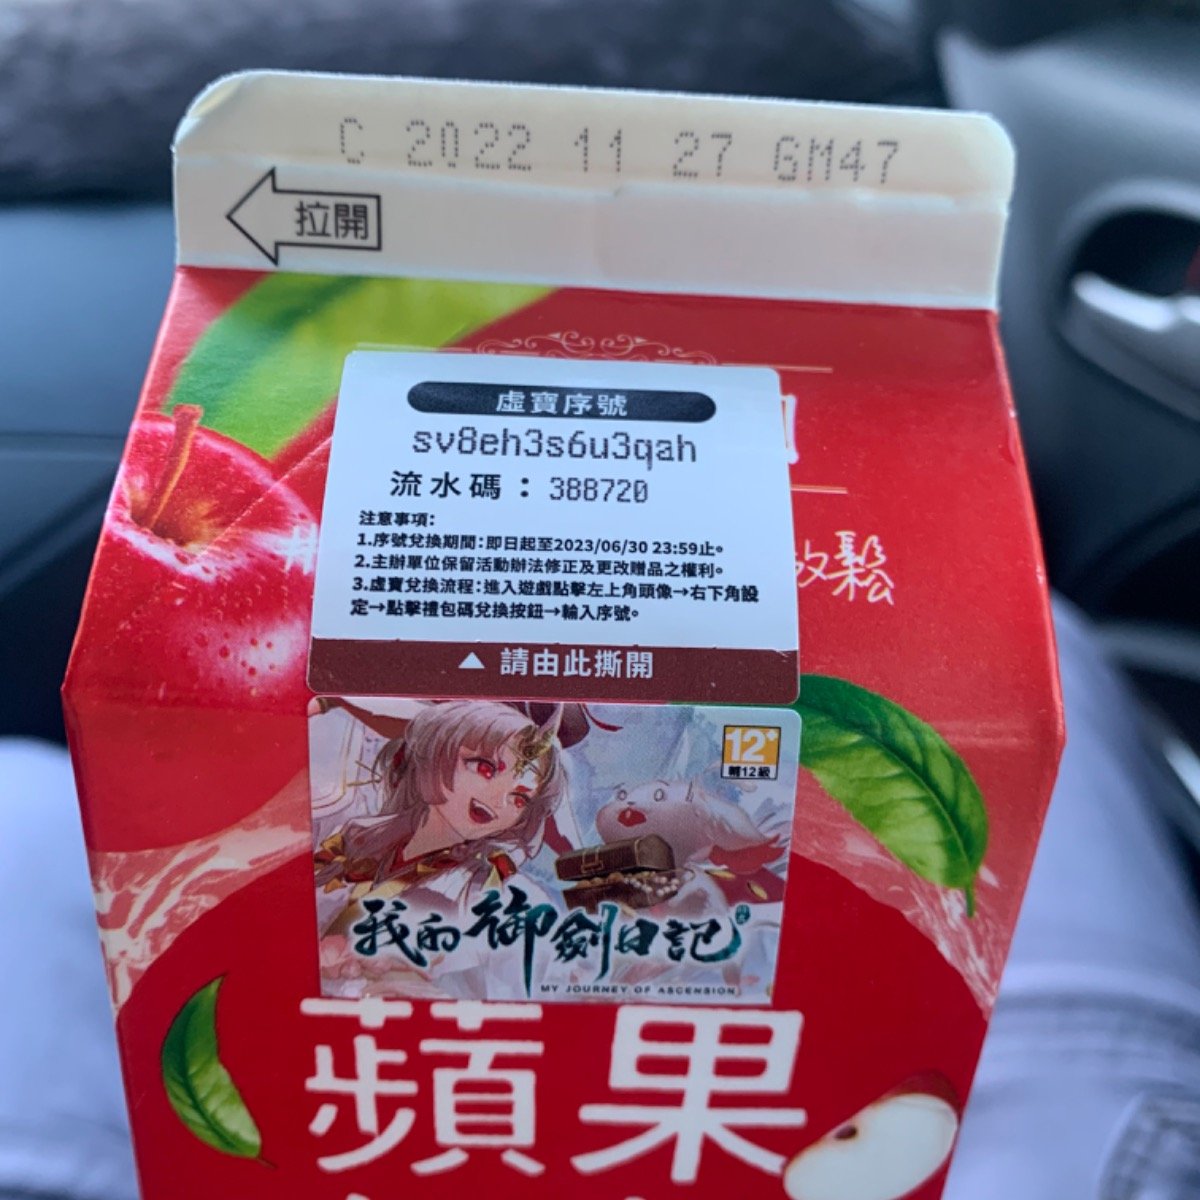 C 2022 11 27 GM47
拉開
虛寶序號
sv8eh3s6u3qah
流水碼：388720
注意事項：
1.序號兌換期間：即日起至2023/06/30 23:59止。
2.主辦單位保留活動辦法修正及更改贈品之權利。
3.虛寶兌換流程：進入遊戲點擊左上角頭像→右下角設
定→點擊禮包碼兌換按鈕→輸入序號。
鬆
▲ 請由此撕開
12+
輔12級
我的御劍日記
MY JOURNEY OF ASCENSION
蘋果